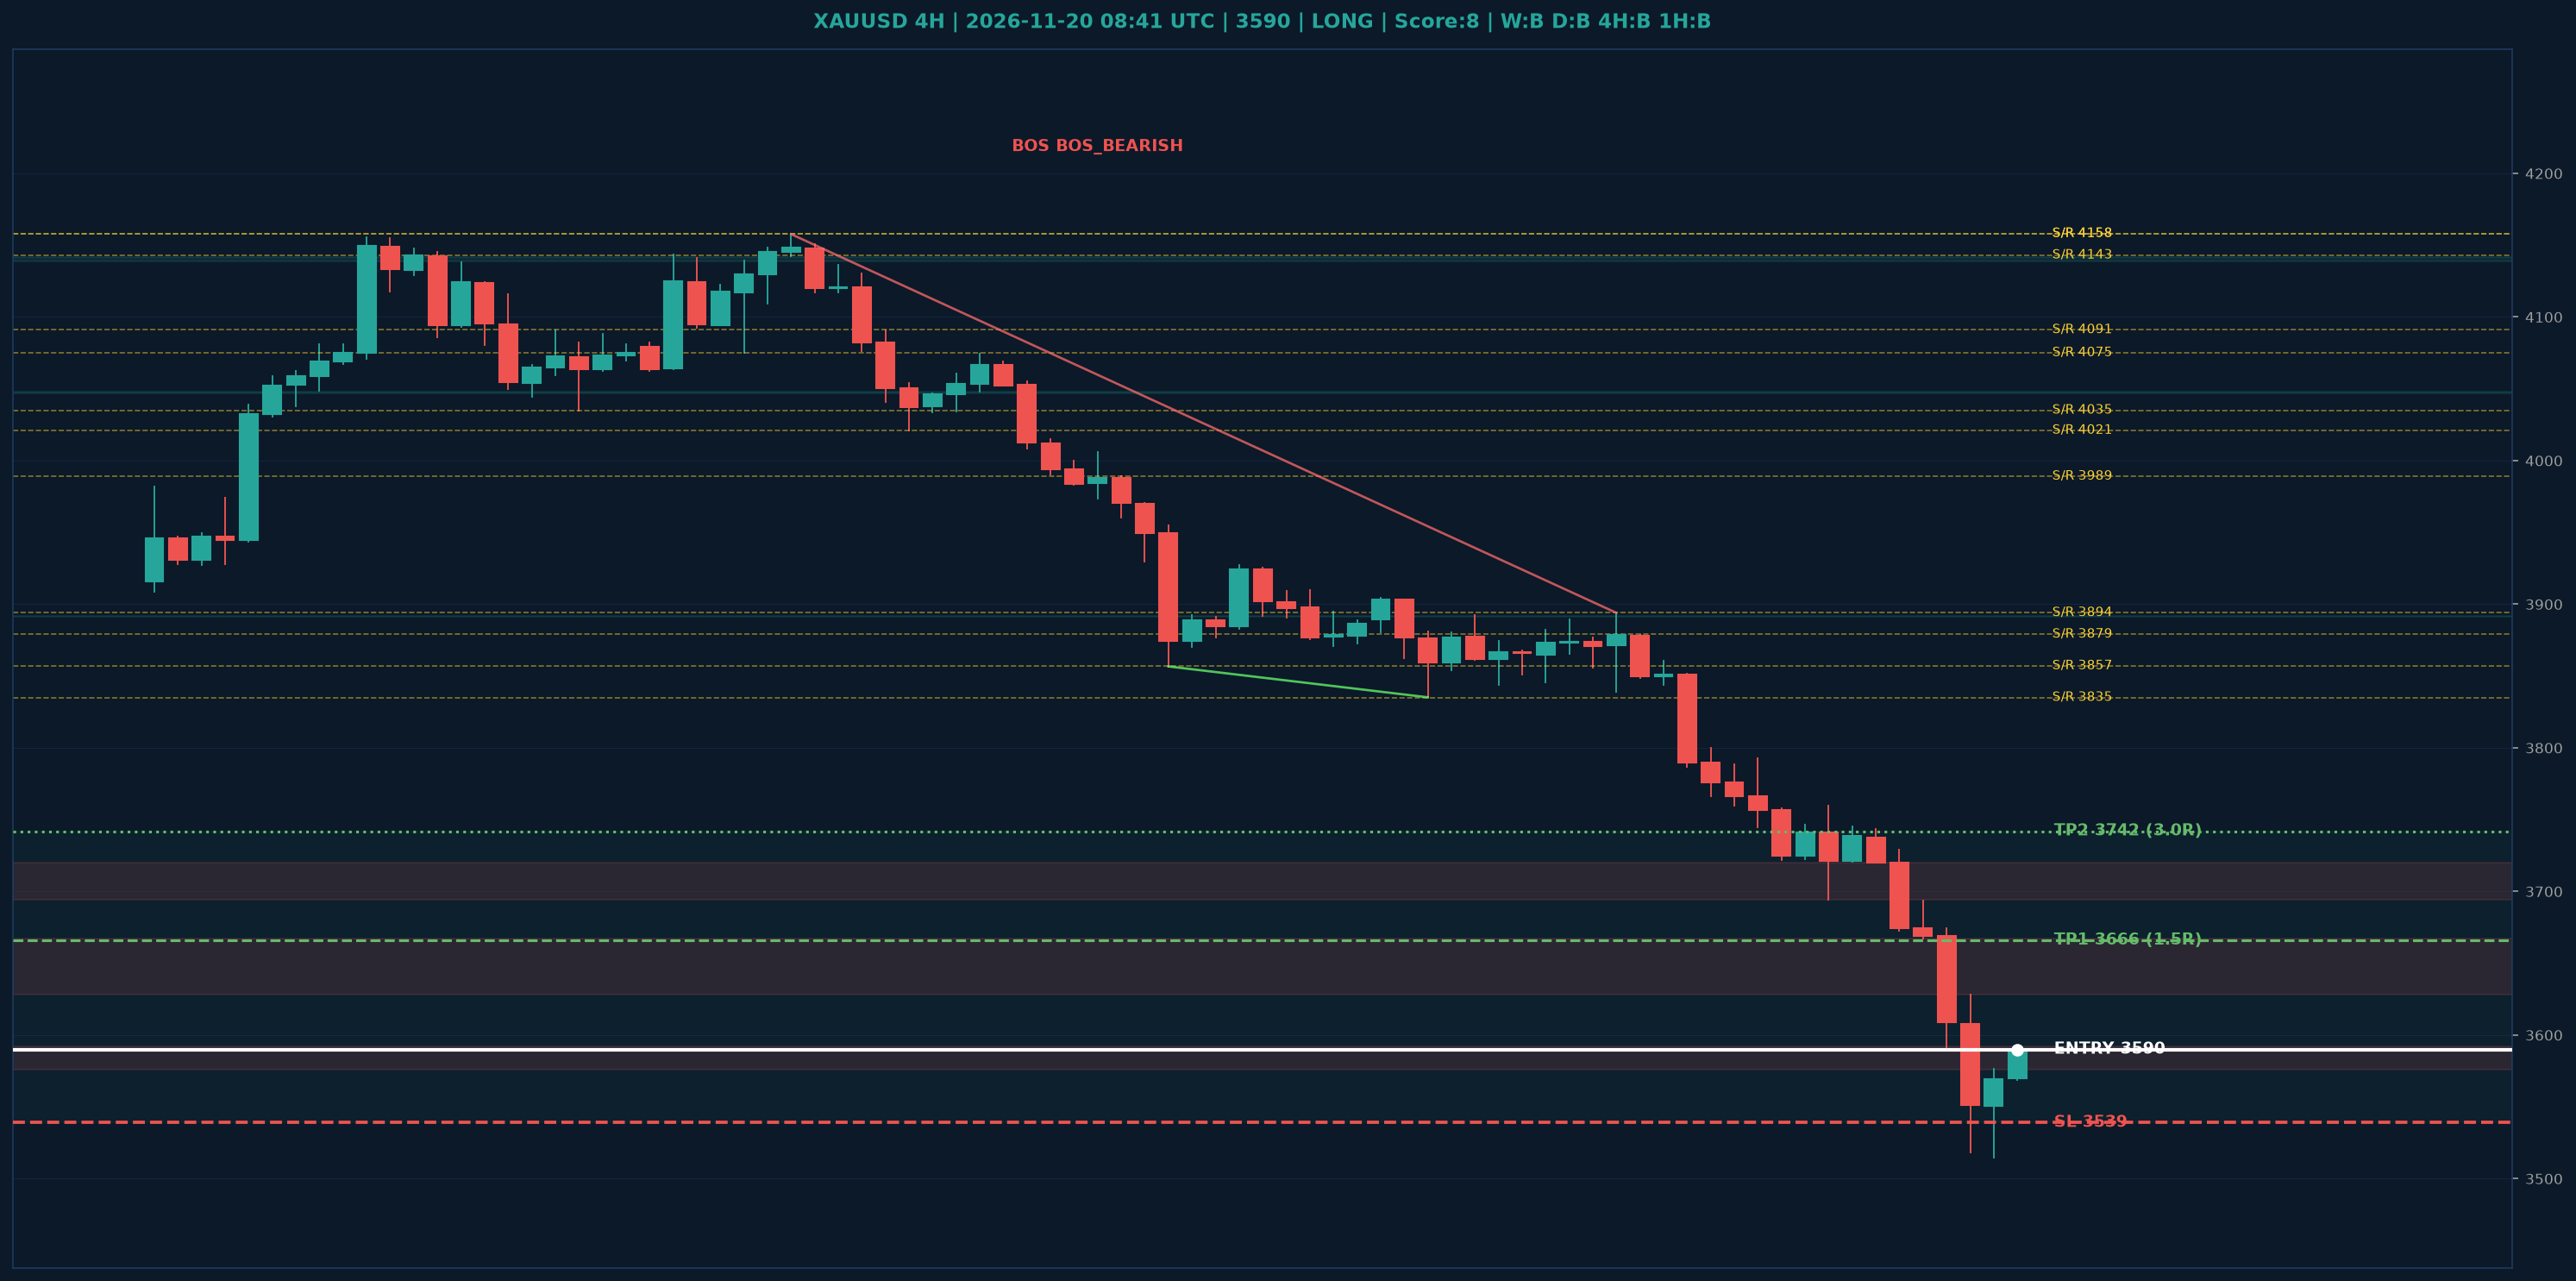 XAUUSD 4H | 2026-11-20 08:41 UTC | 3590 | LONG | Score:8 | W:B D:B 4H:B 1H:B
BOS BOS_BEARISH
4200
S/R 4158
S/R 4143
4100
S/R 4091
S/R 4075
S/R 4035
S/R 4021
4000
S/R 3989
3900
S/R 3894
S/R 3879
S/R 3857
S/R 3835
3800
TP2 3742 (3.0R)
3700
TP1 3666 (1.5R)
3600
ENTRY 3590
SL 3539
3500